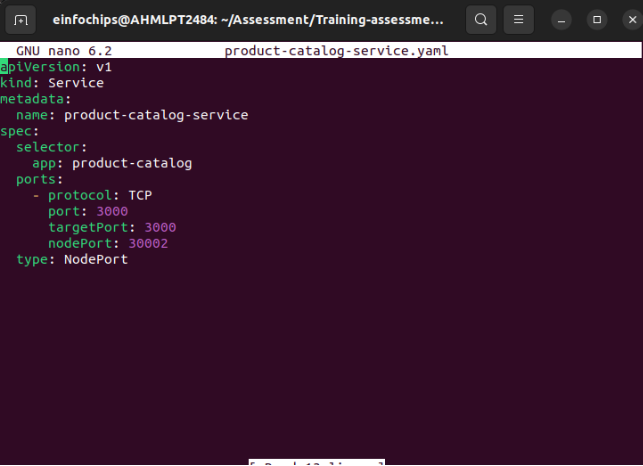 einfochips@AHMLPT2484: ~/Assessment/Training-assessme...
GNU nano 6.2 product-catalog-service.yaml
apiVersion: v1
kind: Service
metadata:
  name: product-catalog-service
spec:
  selector:
    app: product-catalog
  ports:
    - protocol: TCP
      port: 3000
      targetPort: 3000
      nodePort: 30002
  type: NodePort